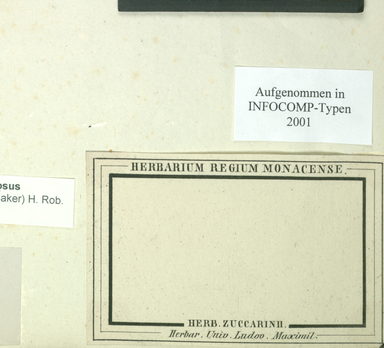 Aufgenommen in
INFOCOMP-Typen
2001
HERBARIUM REGIUM MONACENSE.
osus
aker) H. Rob.
HERB. ZUCCARINII.
Herbar. Univ. Ludov. Maximil.